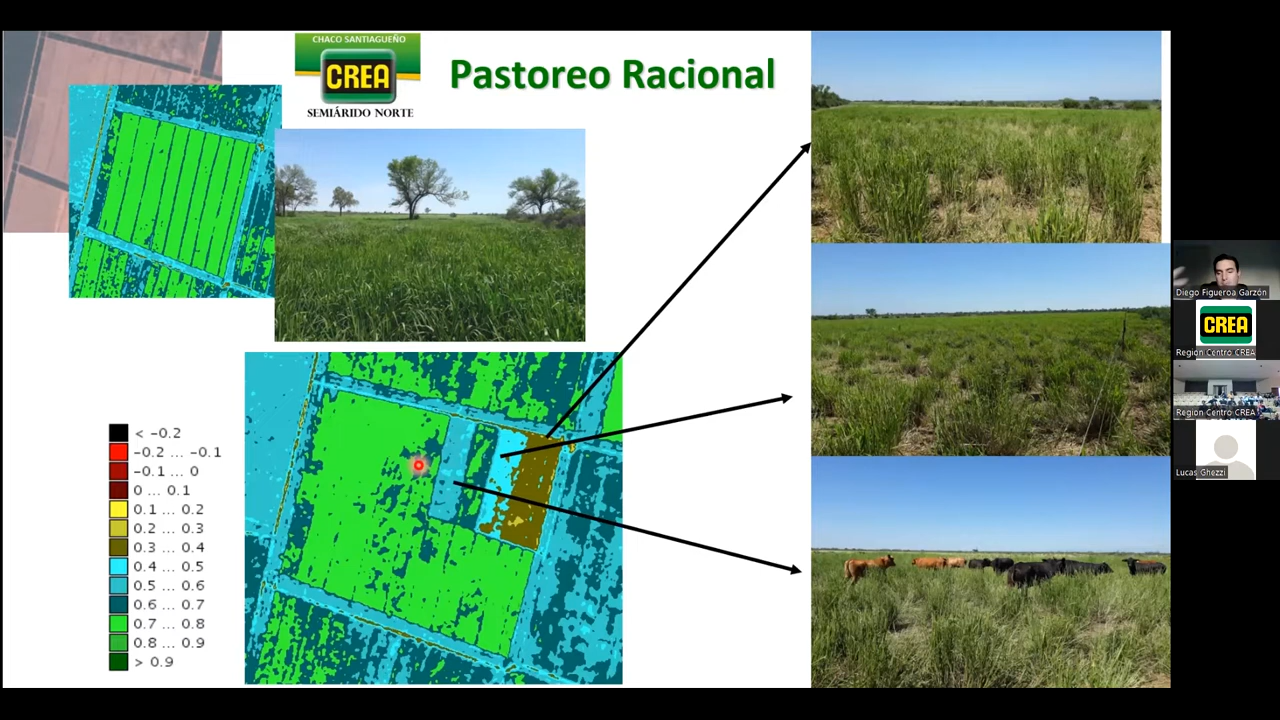 CHACO SANTIAGUEÑO
CREA
SEMIÁRIDO NORTE
Pastoreo Racional
< -0.2
-0.2 ... -0.1
-0.1 ... 0
0 ... 0.1
0.1 ... 0.2
0.2 ... 0.3
0.3 ... 0.4
0.4 ... 0.5
0.5 ... 0.6
0.6 ... 0.7
0.7 ... 0.8
0.8 ... 0.9
> 0.9
Diego Figueroa Garzón
CREA
Región Centro CREA
Región Centro CREA
Lucas Ghezzi